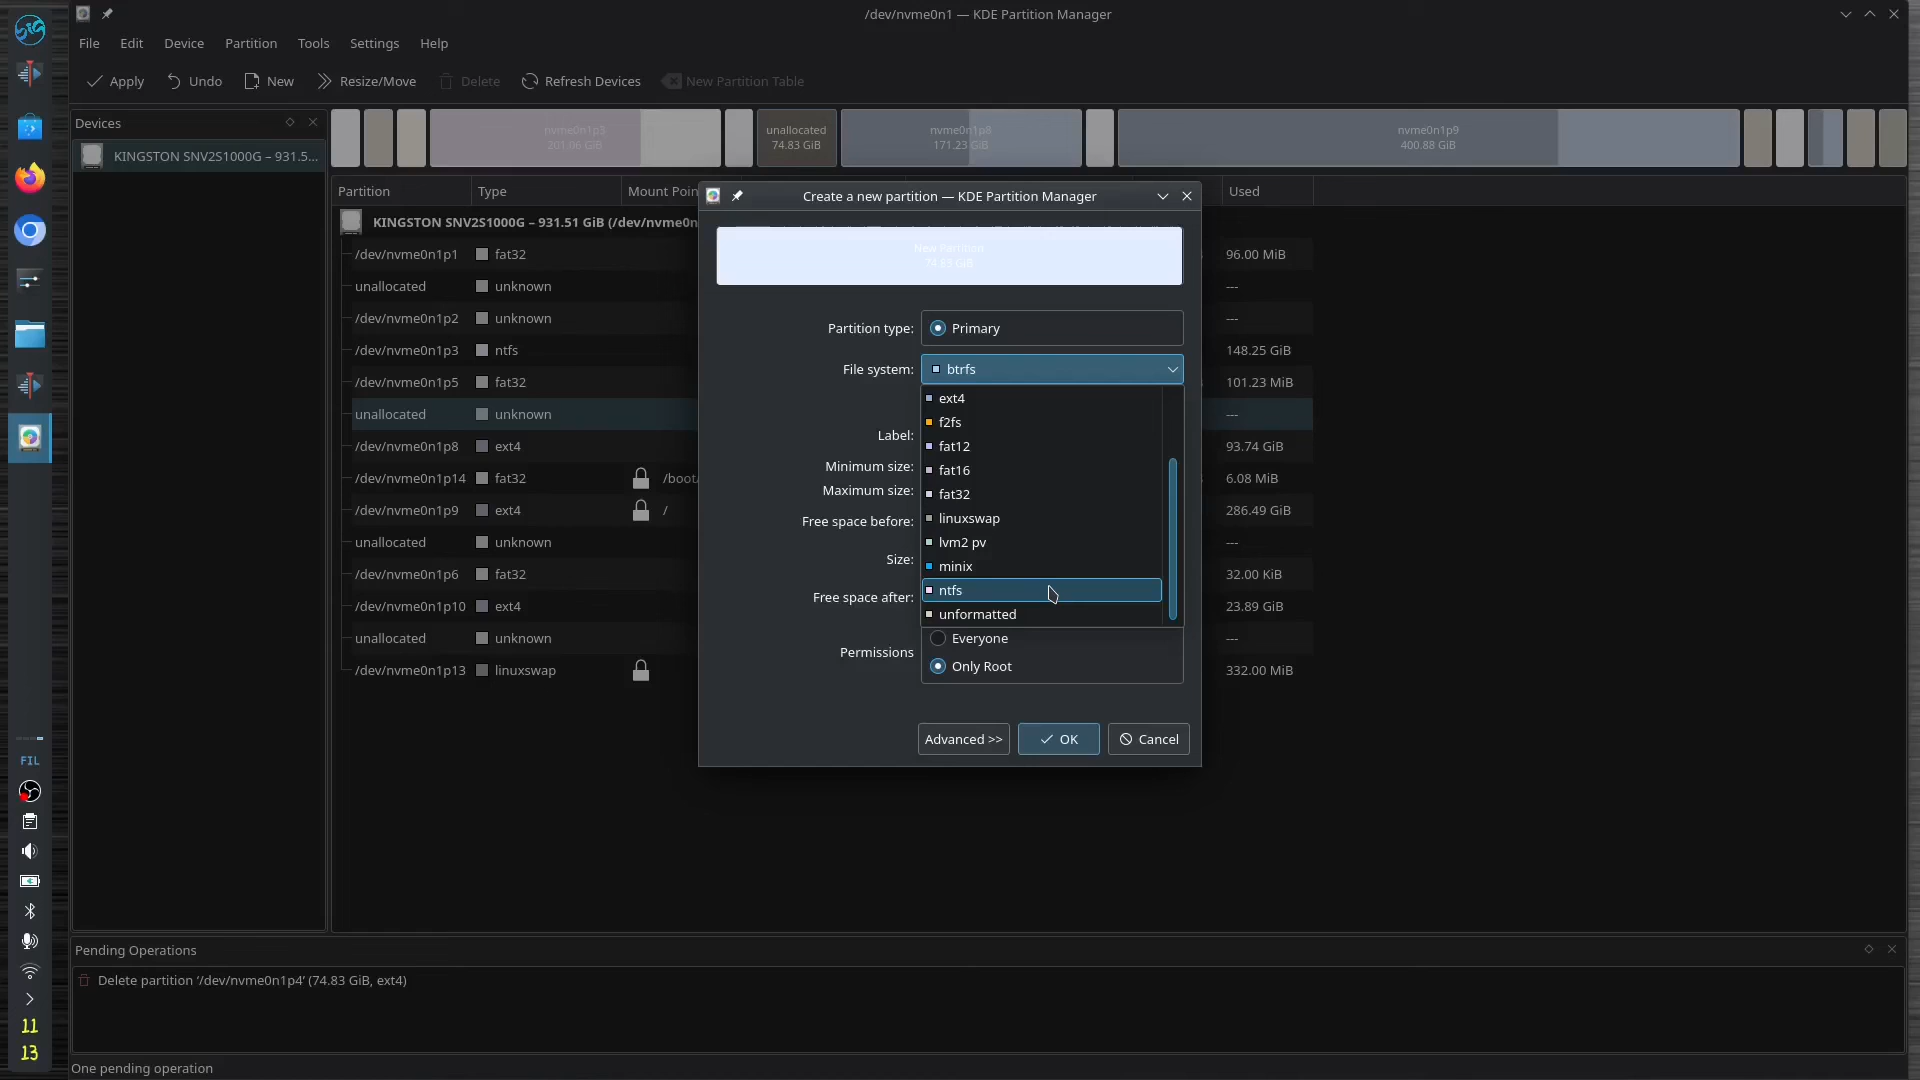 /dev/nvme0n1 — KDE Partition Manager
File Edit Device Partition Tools Settings Help
Apply Undo New Resize/Move Delete Refresh Devices New Partition Table
Devices
KINGSTON SNV2S1000G – 931.5...
nvme0n1p3
201.06 GiB
unallocated
74.83 GiB
nvme0n1p8
171.23 GiB
nvme0n1p9
400.88 GiB
Partition Type Mount Poin Used
KINGSTON SNV2S1000G – 931.51 GiB (/dev/nvme0n
/dev/nvme0n1p1 fat32 96.00 MiB
unallocated unknown ---
/dev/nvme0n1p2 unknown ---
/dev/nvme0n1p3 ntfs 148.25 GiB
/dev/nvme0n1p5 fat32 101.23 MiB
unallocated unknown ---
/dev/nvme0n1p8 ext4 93.74 GiB
/dev/nvme0n1p14 fat32 /boot/ 6.08 MiB
/dev/nvme0n1p9 ext4 / 286.49 GiB
unallocated unknown ---
/dev/nvme0n1p6 fat32 32.00 KiB
/dev/nvme0n1p10 ext4 23.89 GiB
unallocated unknown ---
/dev/nvme0n1p13 linuxswap 332.00 MiB
Create a new partition — KDE Partition Manager
New Partition
74.83 GiB
Partition type: Primary
File system: btrfs
ext4
f2fs
fat12
fat16
fat32
linuxswap
lvm2 pv
minix
ntfs
unformatted
Label:
Minimum size:
Maximum size:
Free space before:
Size:
Free space after:
Permissions
Everyone
Only Root
Advanced >> OK Cancel
Pending Operations
Delete partition ‘/dev/nvme0n1p4’ (74.83 GiB, ext4)
One pending operation
FIL
11
13